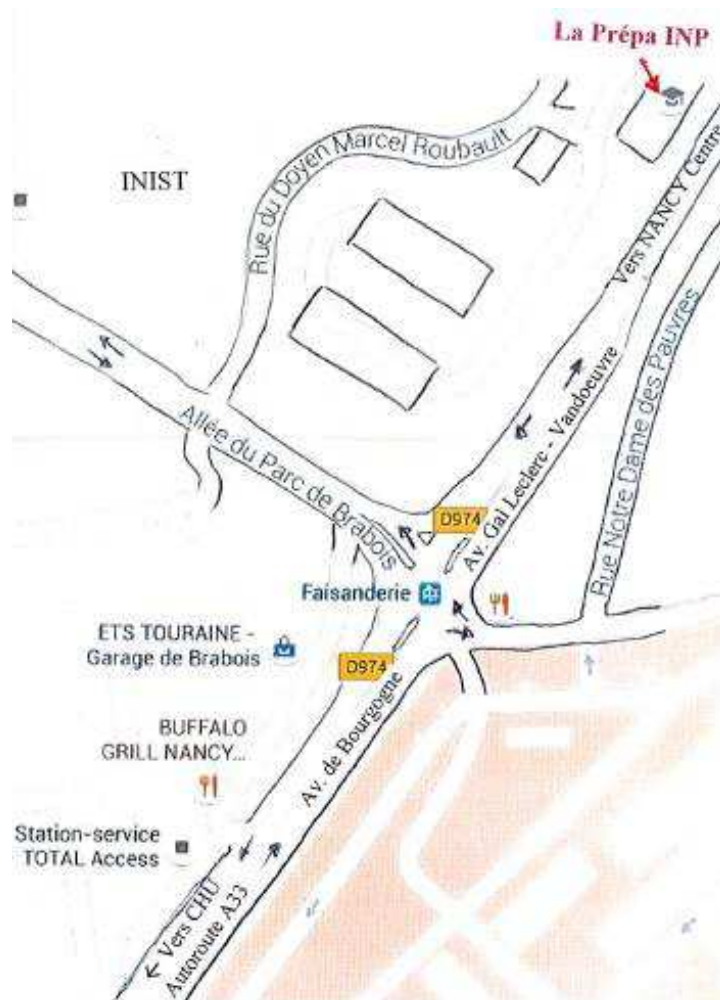 La Prépa INP
Rue du Doyen Marcel Roubault
INIST
Vers NANCY Centre
Rue Notre Dame des Pauvres
Allée du Parc de Brabois
Av. Gal Leclerc - Vandoeuvre
D974
Faisanderie
ETS TOURAINE -
Garage de Brabois
D974
BUFFALO
GRILL NANCY...
Av. de Bourgogne
Station-service
TOTAL Access
Vers CHU
Autoroute A33